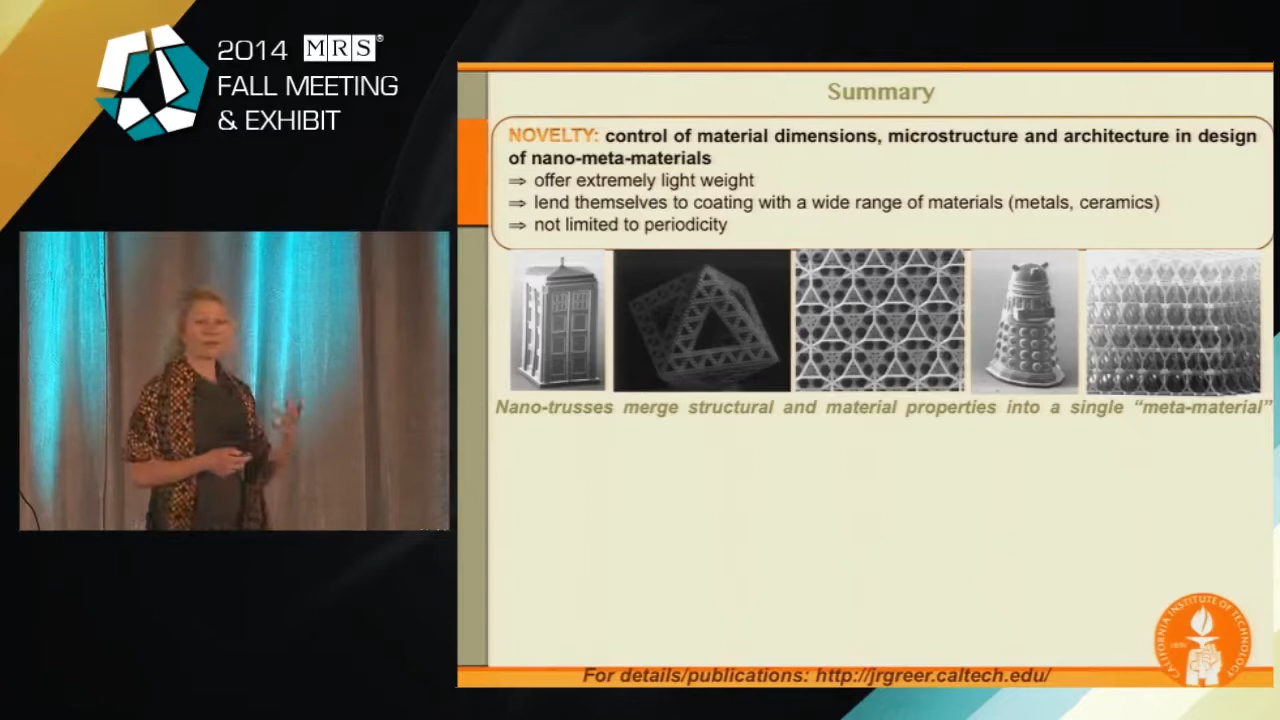 2014 MRS®
FALL MEETING
& EXHIBIT
Summary
NOVELTY: control of material dimensions, microstructure and architecture in design
of nano-meta-materials
⇒ offer extremely light weight
⇒ lend themselves to coating with a wide range of materials (metals, ceramics)
⇒ not limited to periodicity
Nano-trusses merge structural and material properties into a single “meta-material”
CALIFORNIA INSTITUTE OF TECHNOLOGY
For details/publications: http://jrgreer.caltech.edu/